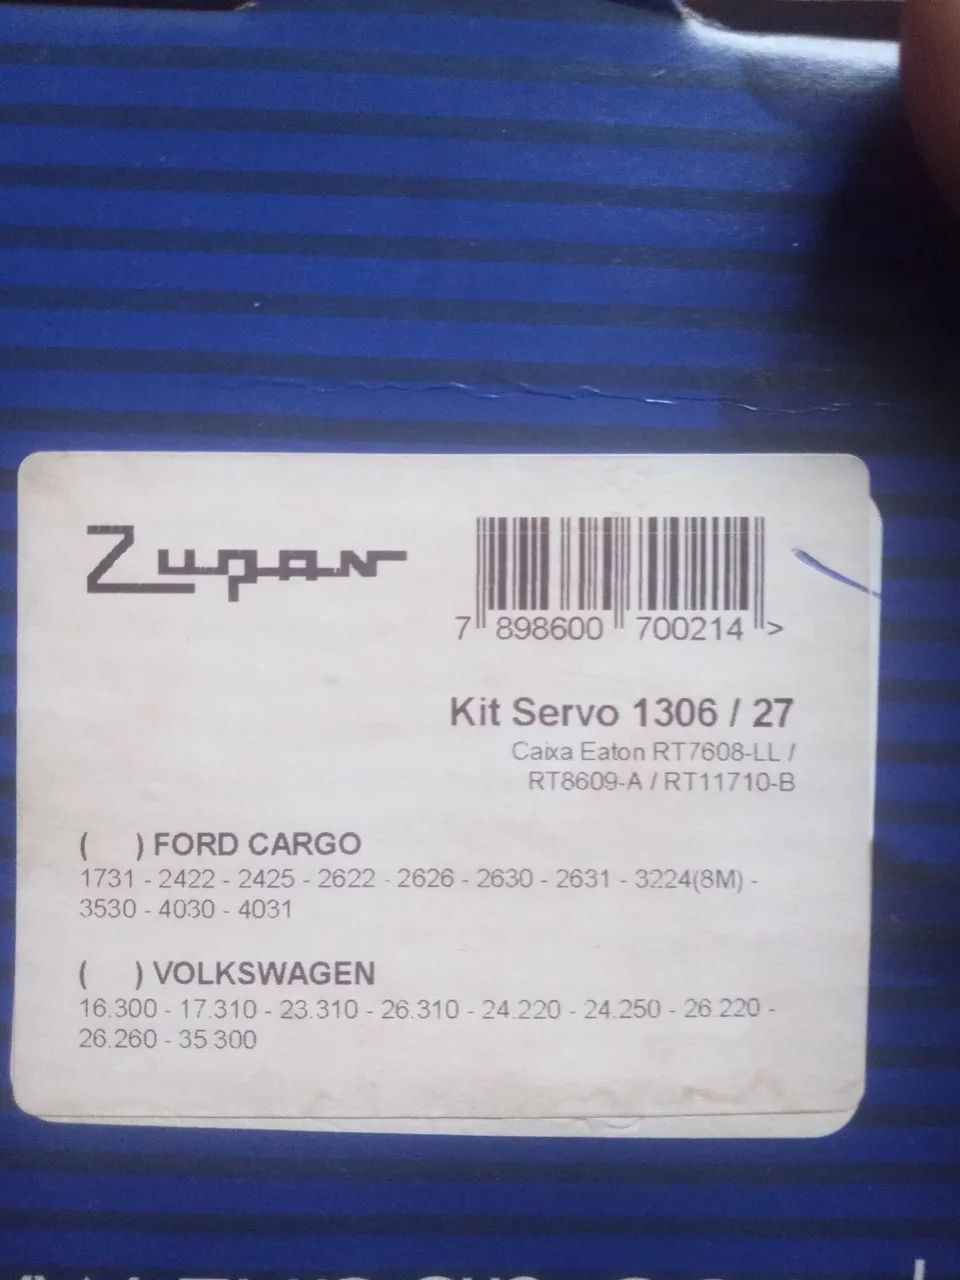 Zupan
7 898600 700214 >
Kit Servo 1306 / 27
Caixa Eaton RT7608-LL /
RT8609-A / RT11710-B
( ) FORD CARGO
1731 - 2422 - 2425 - 2622 - 2626 - 2630 - 2631 - 3224(8M) -
3530 - 4030 - 4031
( ) VOLKSWAGEN
16.300 - 17.310 - 23.310 - 26.310 - 24.220 - 24.250 - 26.220 -
26.260 - 35.300